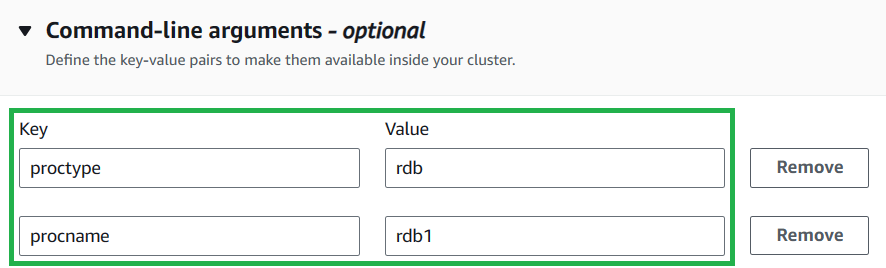 ▼ Command-line arguments - optional
Define the key-value pairs to make them available inside your cluster.
Key Value
proctype rdb Remove
procname rdb1 Remove